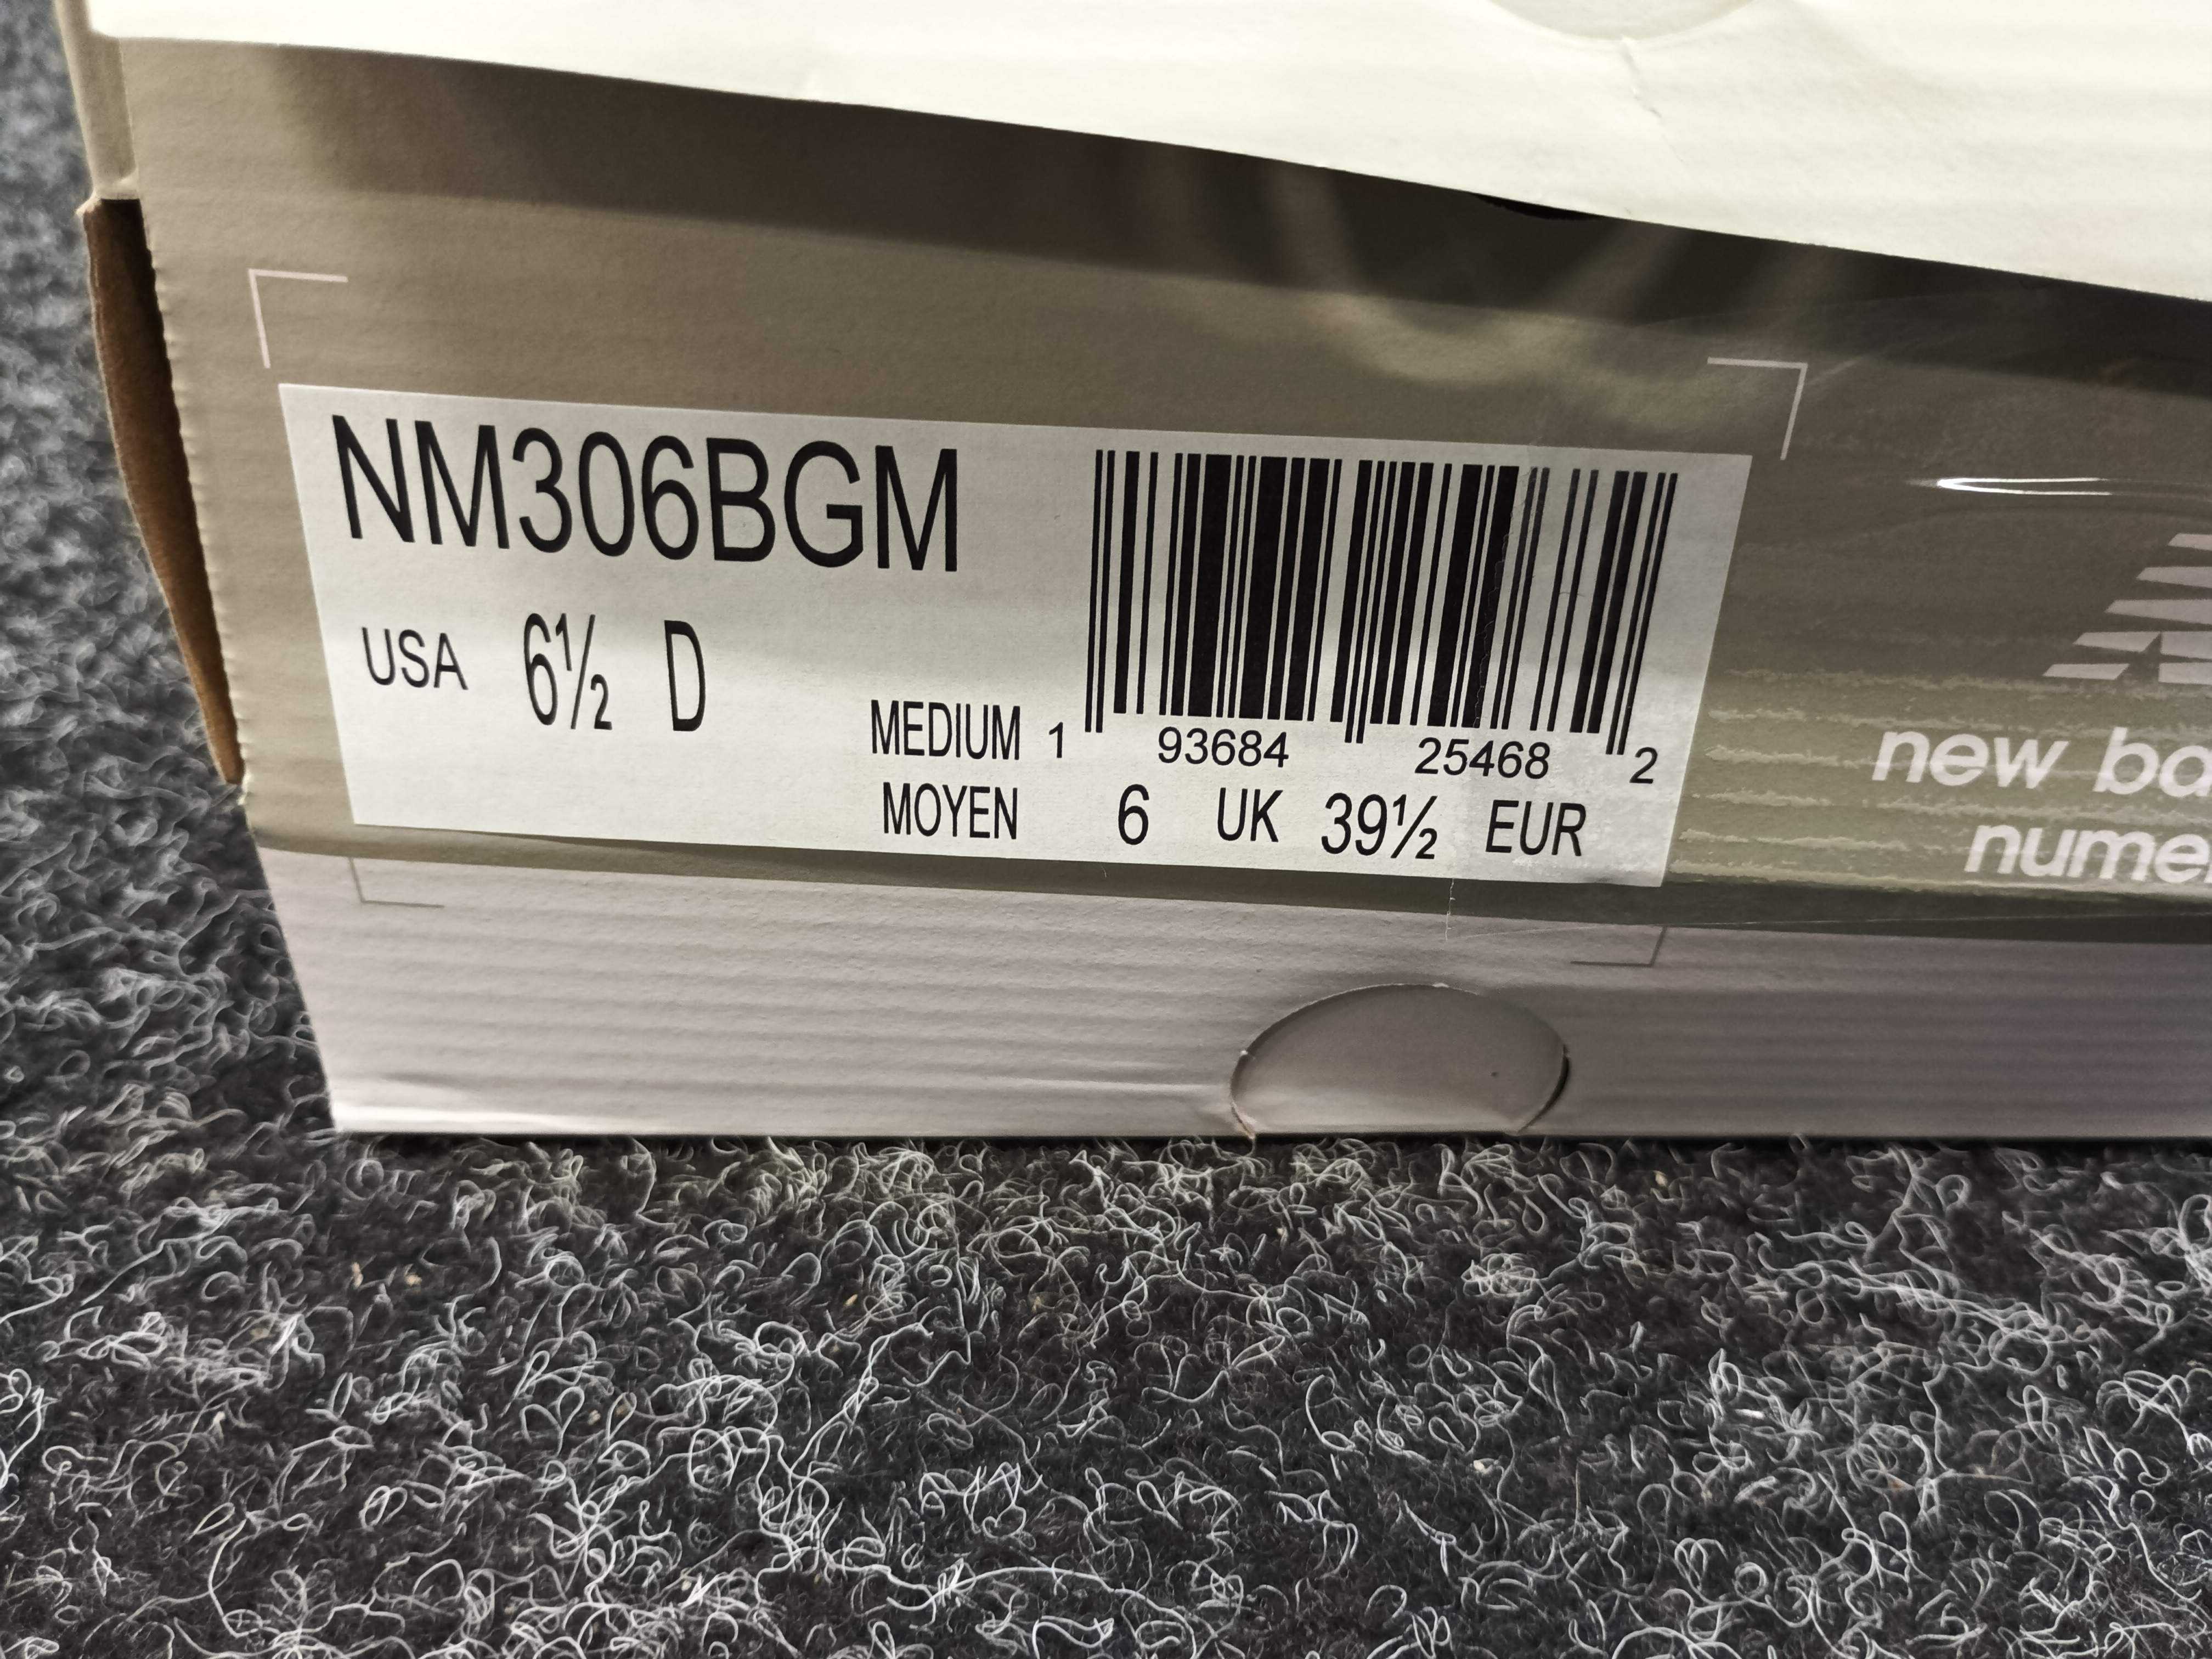 NM306BGM
USA 6½ D
MEDIUM 1 93684 25468 2
MOYEN 6 UK 39½ EUR
new ba
numer